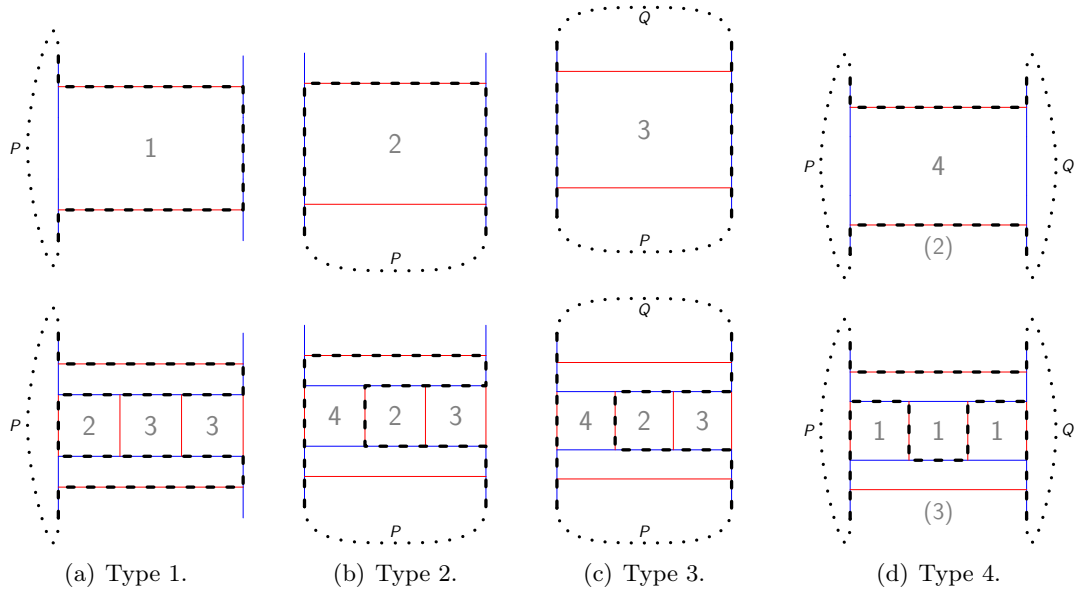 Q
P 1
2
3
P 4 Q
(2)
P
P
Q
P 2 3 3
4 2 3
4 2 3
P 1 1 1 Q
(3)
P
P
(a) Type 1. (b) Type 2. (c) Type 3. (d) Type 4.